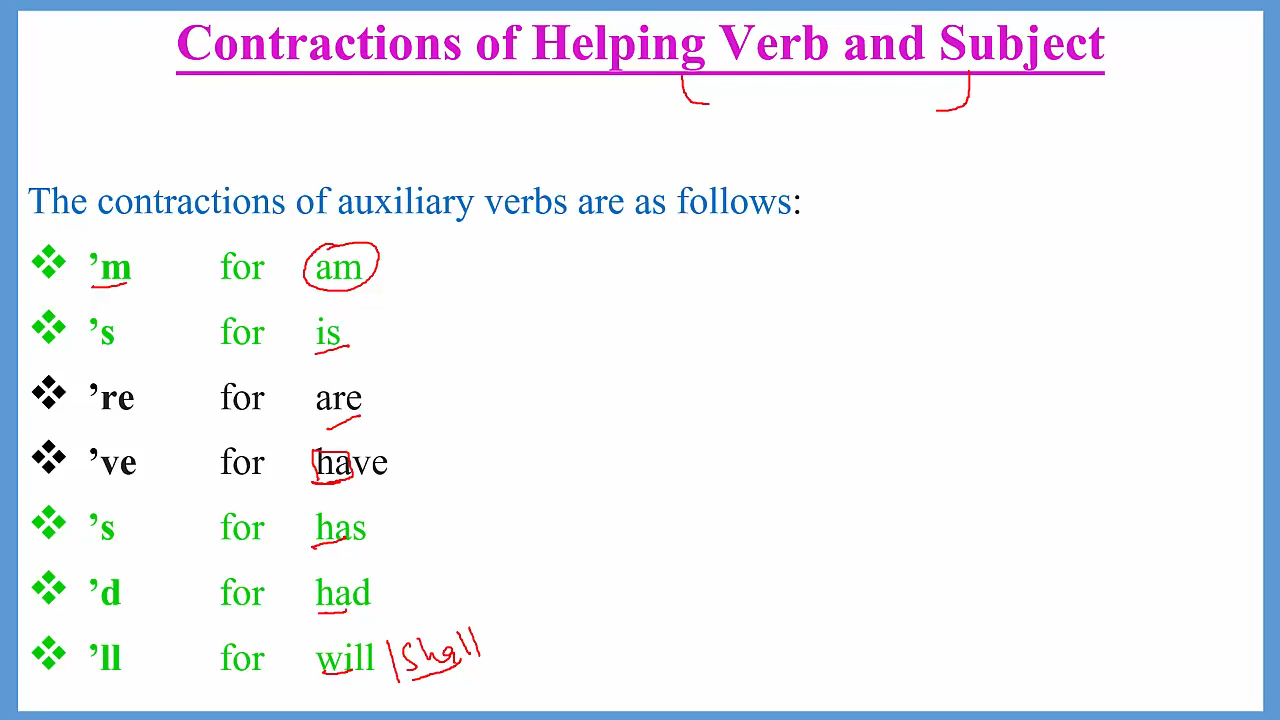 Contractions of Helping Verb and Subject
The contractions of auxiliary verbs are as follows:
❖ ’m for am
❖ ’s for is
❖ ’re for are
❖ ’ve for have
❖ ’s for has
❖ ’d for had
❖ ’ll for will /Shall